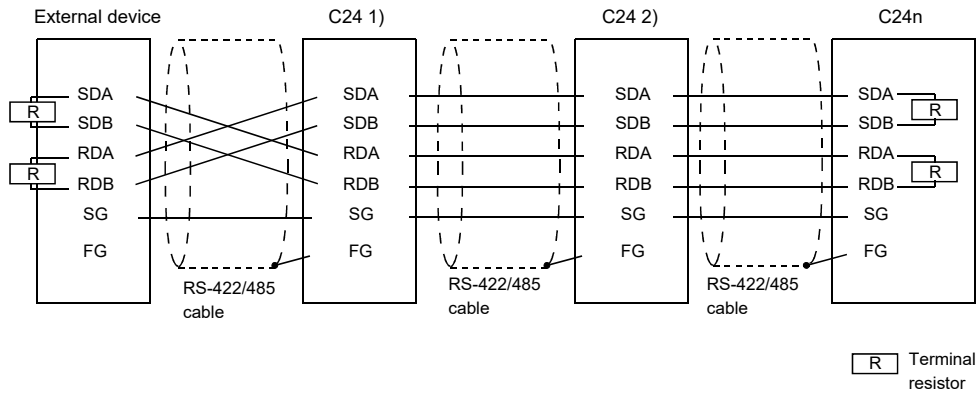 External device C24 1) C24 2) C24n
SDA SDA SDA SDA
R R
SDB SDB SDB SDB
RDA RDA RDA RDA
R R
RDB RDB RDB RDB
SG SG SG SG
FG FG FG FG
RS-422/485 cable
RS-422/485 cable
RS-422/485 cable
R Terminal resistor